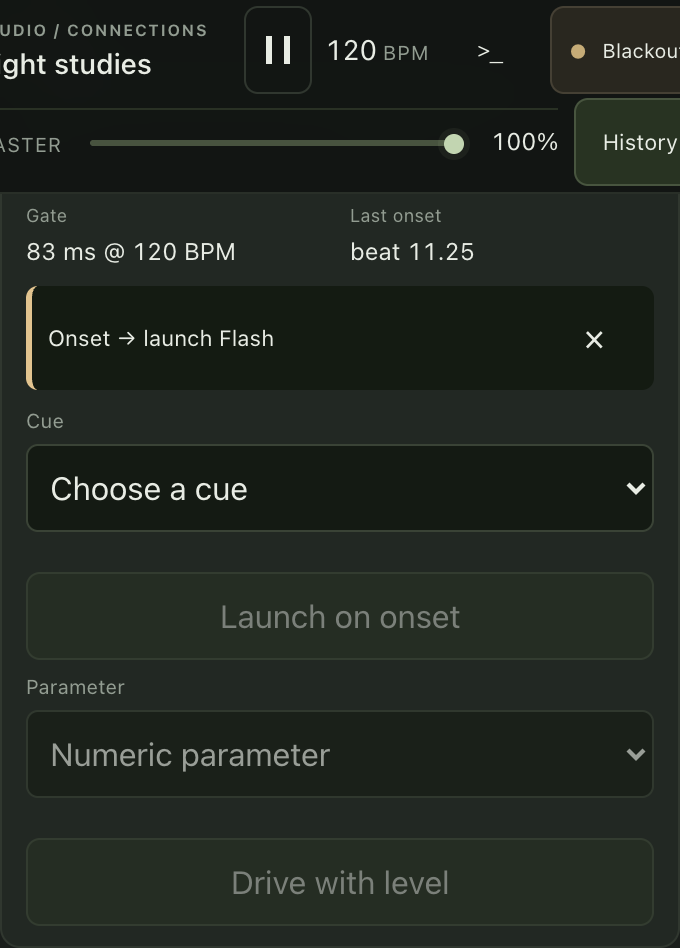 UDIO / CONNECTIONS
ight studies
120 BPM
>_
Blackou
ASTER
100%
History
Gate
Last onset
83 ms @ 120 BPM
beat 11.25
Onset → launch Flash
×
Cue
Choose a cue
Launch on onset
Parameter
Numeric parameter
Drive with level